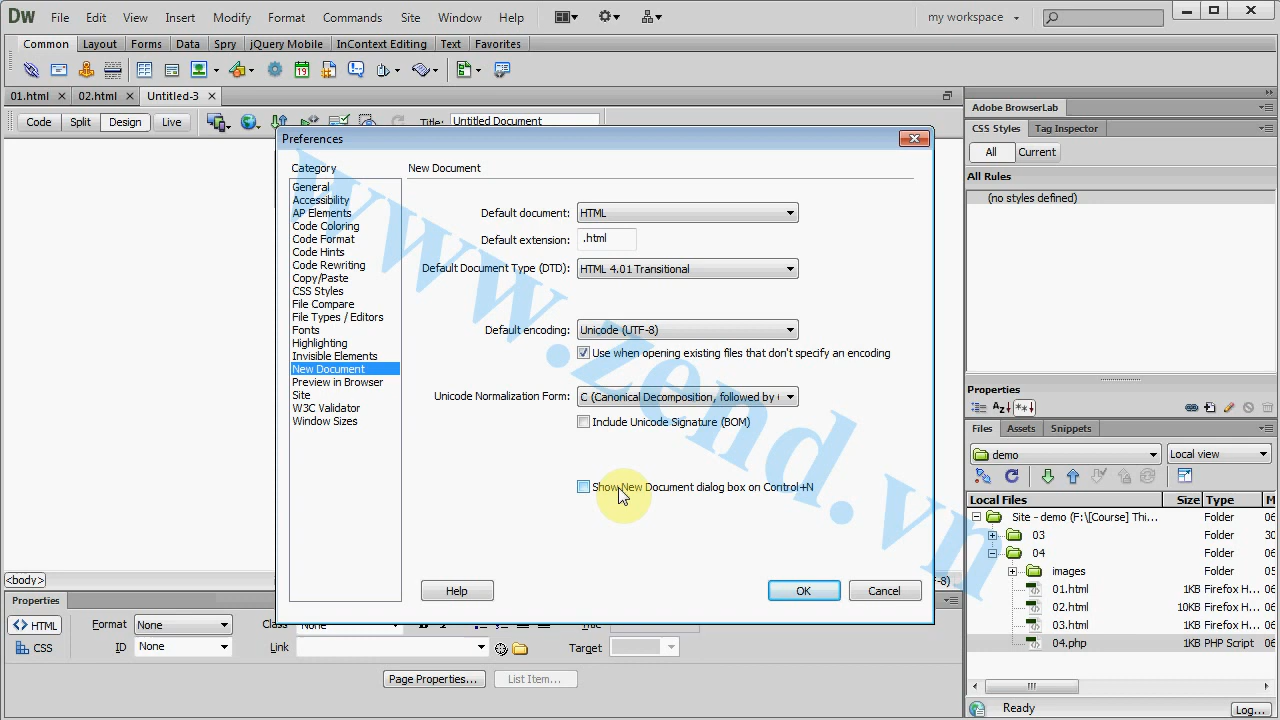 Dw File Edit View Insert Modify Format Commands Site Window Help my workspace
Common Layout Forms Data Spry jQuery Mobile InContext Editing Text Favorites
01.html 02.html Untitled-3
Code Split Design Live Title: Untitled Document
Preferences
Category
General
Accessibility
AP Elements
Code Coloring
Code Format
Code Hints
Code Rewriting
Copy/Paste
CSS Styles
File Compare
File Types / Editors
Fonts
Highlighting
Invisible Elements
New Document
Preview in Browser
Site
W3C Validator
Window Sizes
New Document
Default document: HTML
Default extension: .html
Default Document Type (DTD): HTML 4.01 Transitional
Default encoding: Unicode (UTF-8)
Use when opening existing files that don't specify an encoding
Unicode Normalization Form: C (Canonical Decomposition, followed by
Include Unicode Signature (BOM)
Show New Document dialog box on Control+N
Help OK Cancel
www.zend.vn
Adobe BrowserLab
CSS Styles Tag Inspector
All Current
All Rules
(no styles defined)
Properties
Files Assets Snippets
demo Local view
Local Files Size Type M
Site - demo (F:\[Course] Thi... Folder 06
03 Folder 30
04 Folder 06
images Folder 05
01.html 1KB Firefox H... 06
02.html 10KB Firefox H... 06
03.html 1KB Firefox H... 06
04.php 1KB PHP Script 06
Ready Log...
<body> -8)
Properties
HTML Format None Class None
CSS ID None Link Target
Page Properties... List Item...